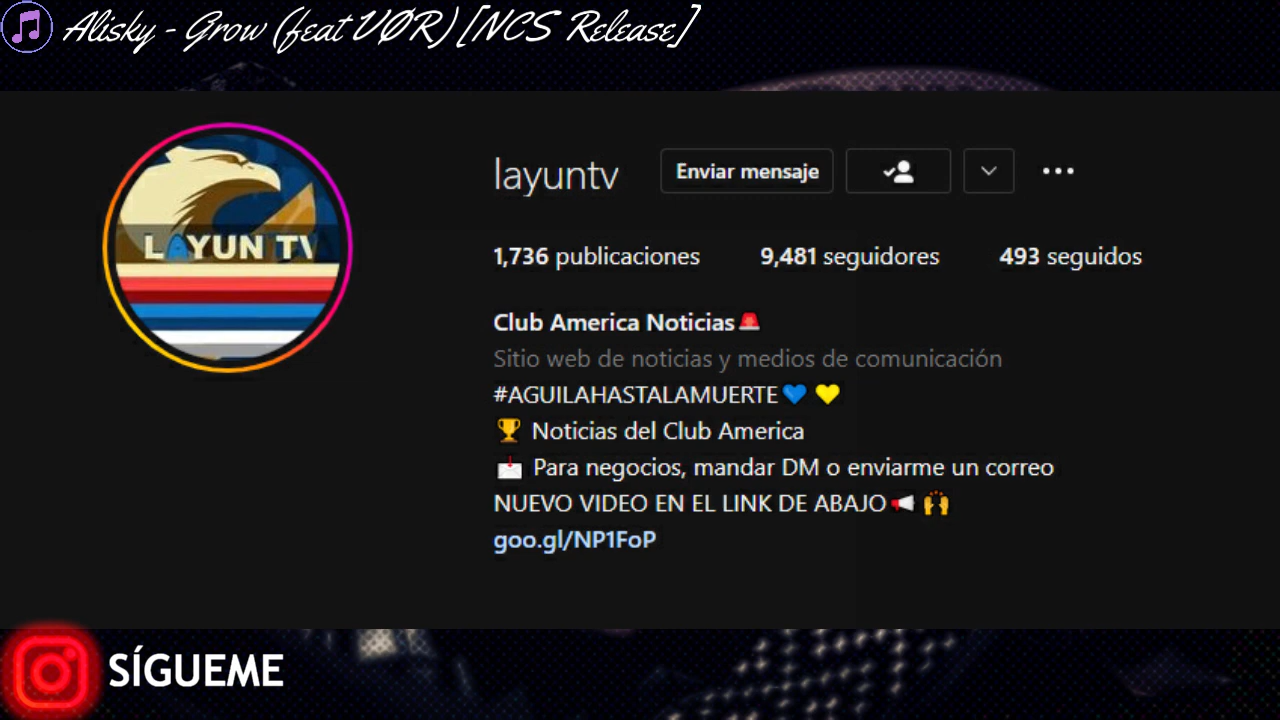 Alisky - Grow (feat VØR) [NCS Release]
LAYUN TV
layuntv
Enviar mensaje
1,736 publicaciones 9,481 seguidores 493 seguidos
Club America Noticias🚨
Sitio web de noticias y medios de comunicación
#AGUILAHASTALAMUERTE💙 💛
🏆 Noticias del Club America
📩 Para negocios, mandar DM o enviarme un correo
NUEVO VIDEO EN EL LINK DE ABAJO📢 🙌
goo.gl/NP1FoP
SÍGUEME